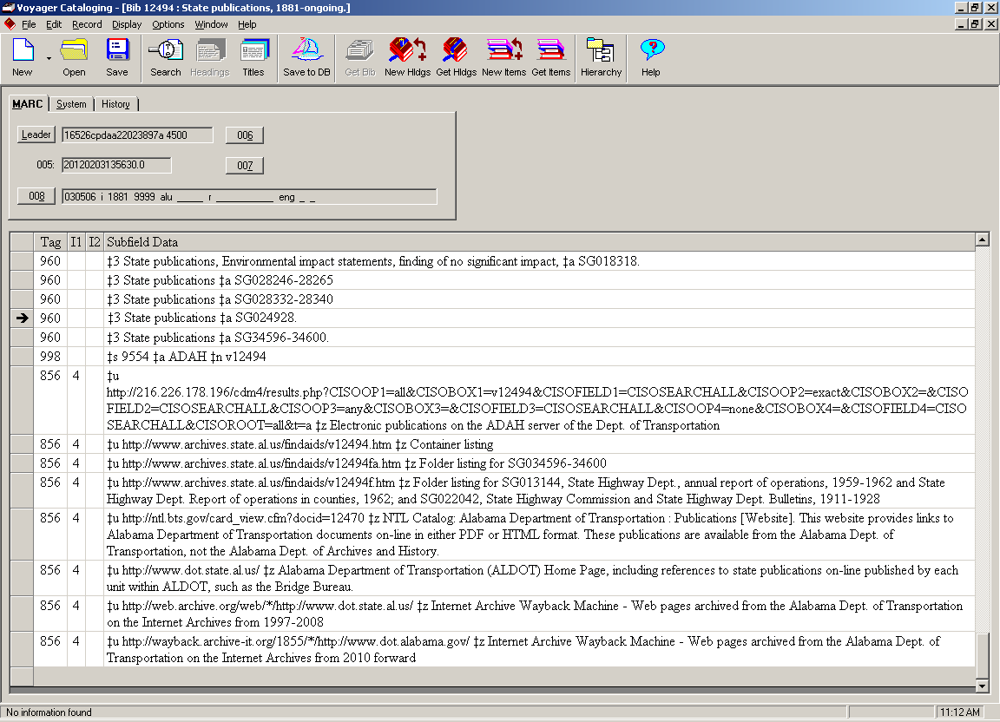 Voyager Cataloging - [Bib 12494 : State publications, 1881-ongoing.]
File Edit Record Display Options Window Help
New Open Save Search Headings Titles Save to DB Get Bib New Hldgs Get Hldgs New Items Get Items Hierarchy Help
MARC System History
Leader 16526cpdaa22023897a 4500 006
005: 20120203135630.0 007
008 030506 i 1881 9999 alu _____ r ___________ eng _ _
Tag I1 I2 Subfield Data
960 ‡3 State publications, Environmental impact statements, finding of no significant impact, ‡a SG018318.
960 ‡3 State publications ‡a SG028246-28265
960 ‡3 State publications ‡a SG028332-28340
960 ‡3 State publications ‡a SG024928.
960 ‡3 State publications ‡a SG34596-34600.
998 ‡s 9554 ‡a ADAH ‡n v12494
856 4 ‡u
http://216.226.178.196/cdm4/results.php?CISOOP1=all&CISOBOX1=v12494&CISOFIELD1=CISOSEARCHALL&CISOOP2=exact&CISOBOX2=&CISO
FIELD2=CISOSEARCHALL&CISOOP3=any&CISOBOX3=&CISOFIELD3=CISOSEARCHALL&CISOOP4=none&CISOBOX4=&CISOFIELD4=CISO
SEARCHALL&CISOROOT=all&t=a ‡z Electronic publications on the ADAH server of the Dept. of Transportation
856 4 ‡u http://www.archives.state.al.us/findaids/v12494.htm ‡z Container listing
856 4 ‡u http://www.archives.state.al.us/findaids/v12494fa.htm ‡z Folder listing for SG034596-34600
856 4 ‡u http://www.archives.state.al.us/findaids/v12494f.htm ‡z Folder listing for SG013144, State Highway Dept., annual report of operations, 1959-1962 and State
Highway Dept. Report of operations in counties, 1962; and SG022042, State Highway Commission and State Highway Dept. Bulletins, 1911-1928
856 4 ‡u http://ntl.bts.gov/card_view.cfm?docid=12470 ‡z NTL Catalog: Alabama Department of Transportation : Publications [Website]. This website provides links to
Alabama Department of Transportation documents on-line in either PDF or HTML format. These publications are available from the Alabama Dept. of
Transportation, not the Alabama Dept. of Archives and History.
856 4 ‡u http://www.dot.state.al.us/ ‡z Alabama Department of Transportation (ALDOT) Home Page, including references to state publications on-line published by each
unit within ALDOT, such as the Bridge Bureau.
856 4 ‡u http://web.archive.org/web/*/http://www.dot.state.al.us/ ‡z Internet Archive Wayback Machine - Web pages archived from the Alabama Dept. of Transportation
on the Internet Archives from 1997-2008
856 4 ‡u http://wayback.archive-it.org/1855/*/http://www.dot.alabama.gov/ ‡z Internet Archive Wayback Machine - Web pages archived from the Alabama Dept. of
Transportation on the Internet Archives from 2010 forward
No information found 11:12 AM